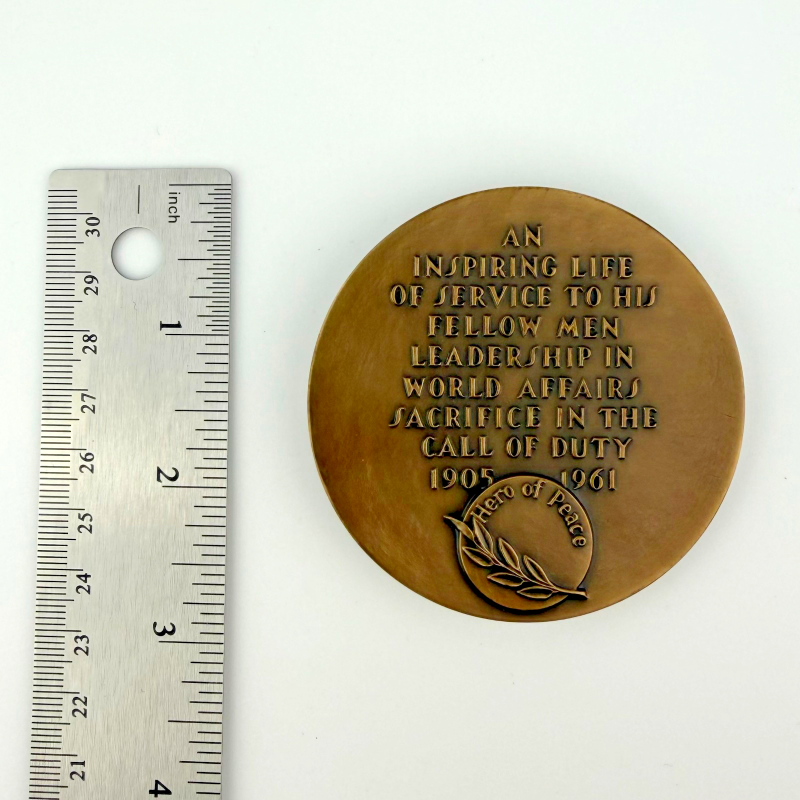 AN
INSPIRING LIFE
OF SERVICE TO HIS
FELLOW MEN
LEADERSHIP IN
WORLD AFFAIRS
SACRIFICE IN THE
CALL OF DUTY
1905 1961
Hero of Peace
inch
1
2
3
4
30
29
28
27
26
25
24
23
22
21